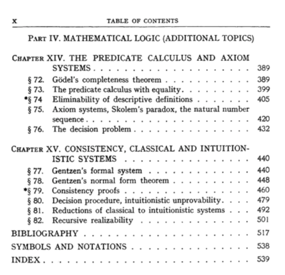 x TABLE OF CONTENTS
PART IV. MATHEMATICAL LOGIC (ADDITIONAL TOPICS)
CHAPTER XIV. THE PREDICATE CALCULUS AND AXIOM
SYSTEMS . . . . . . . . . . . . . . . . . . 389
§ 72. Gödel's completeness theorem . . . . . . . . . . 389
§ 73. The predicate calculus with equality. . . . . . . . . 399
*§ 74 Eliminability of descriptive definitions . . . . . . . 405
§ 75. Axiom systems, Skolem's paradox, the natural number
sequence . . . . . . . . . . . . . . . . . . 420
§ 76. The decision problem . . . . . . . . . . . . . . 432
CHAPTER XV. CONSISTENCY, CLASSICAL AND INTUITION-
ISTIC SYSTEMS . . . . . . . . . . . . . . 440
§ 77. Gentzen's formal system . . . . . . . . . . . . . 440
§ 78. Gentzen's normal form theorem . . . . . . . . . . 448
*§ 79. Consistency proofs . . . . . . . . . . . . . . . 460
§ 80. Decision procedure, intuitionistic unprovability . . . . 479
§ 81. Reductions of classical to intuitionistic systems . . . 492
§ 82. Recursive realizability . . . . . . . . . . . . . 501
BIBLIOGRAPHY . . . . . . . . . . . . . . . . . . 517
SYMBOLS AND NOTATIONS . . . . . . . . . . . . . 538
INDEX . . . . . . . . . . . . . . . . . . . . . . 539